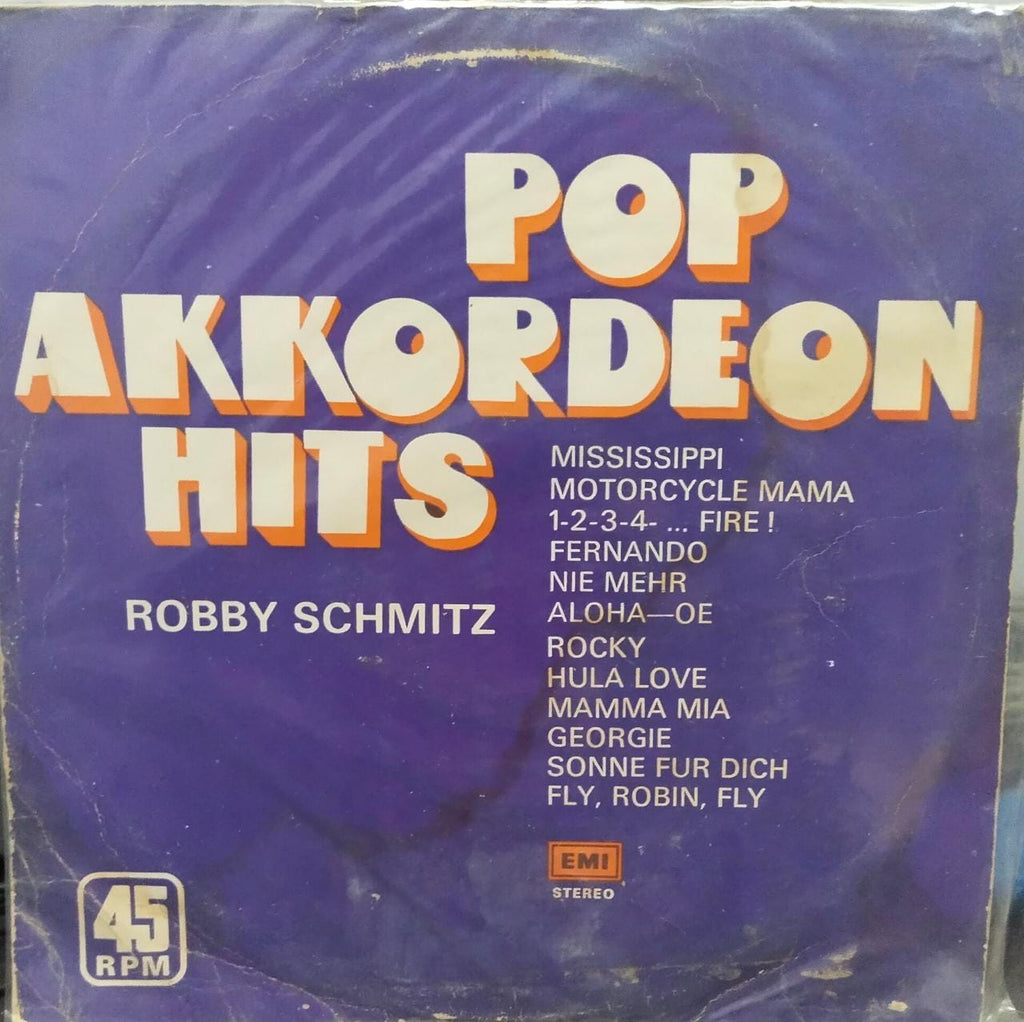 POP
AKKORDEON
HITS
ROBBY SCHMITZ
MISSISSIPPI
MOTORCYCLE MAMA
1-2-3-4- ... FIRE !
FERNANDO
NIE MEHR
ALOHA—OE
ROCKY
HULA LOVE
MAMMA MIA
GEORGIE
SONNE FUR DICH
FLY, ROBIN, FLY
EMI
STEREO
45
RPM